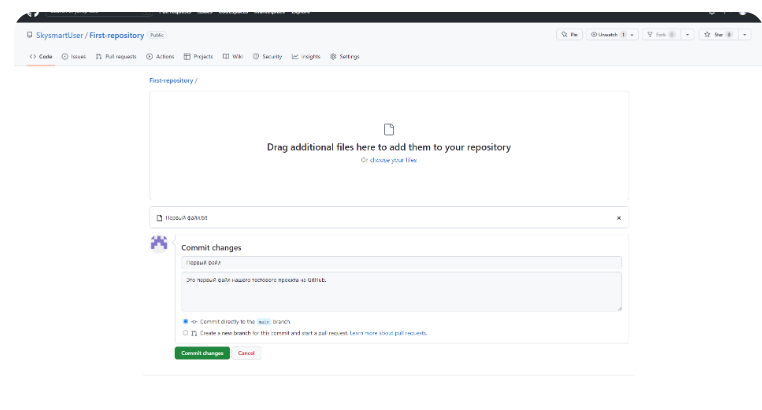 SkysmartUser / First-repository Public
Pin Unwatch 1 Fork 0 Star 0
Code Issues Pull requests Actions Projects Wiki Security Insights Settings
First-repository /
Drag additional files here to add them to your repository
Or choose your files
Первый файл.txt
Commit changes
Первый файл
Это первый файл нашего тестового проекта на GitHub.
Commit directly to the main branch.
Create a new branch for this commit and start a pull request. Learn more about pull requests.
Commit changes Cancel